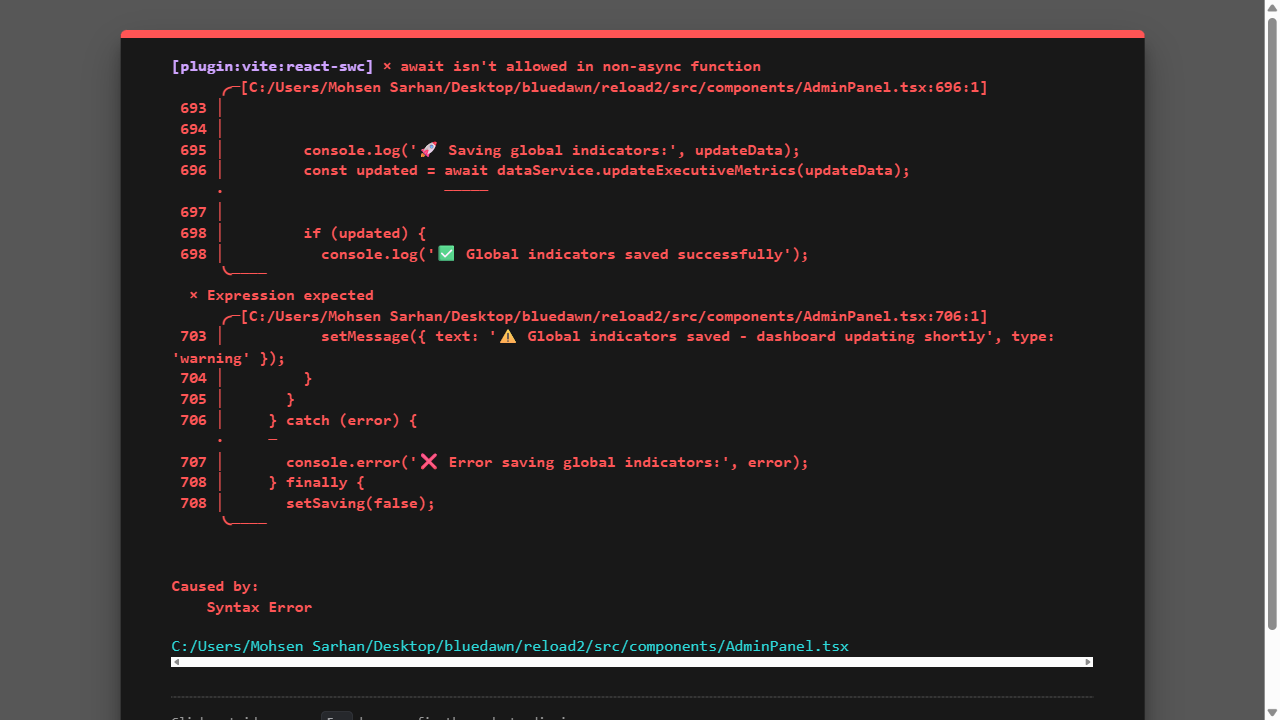 [plugin:vite:react-swc] × await isn't allowed in non-async function
╭─[C:/Users/Mohsen Sarhan/Desktop/bluedawn/reload2/src/components/AdminPanel.tsx:696:1]
693 │
694 │
695 │ console.log('🚀 Saving global indicators:', updateData);
696 │ const updated = await dataService.updateExecutiveMetrics(updateData);
· ─────
697 │
698 │ if (updated) {
698 │ console.log('✅ Global indicators saved successfully');
╰────
× Expression expected
╭─[C:/Users/Mohsen Sarhan/Desktop/bluedawn/reload2/src/components/AdminPanel.tsx:706:1]
703 │ setMessage({ text: '⚠️ Global indicators saved - dashboard updating shortly', type:
'warning' });
704 │ }
705 │ }
706 │ } catch (error) {
· ─
707 │ console.error('❌ Error saving global indicators:', error);
708 │ } finally {
708 │ setSaving(false);
╰────
Caused by:
Syntax Error
C:/Users/Mohsen Sarhan/Desktop/bluedawn/reload2/src/components/AdminPanel.tsx